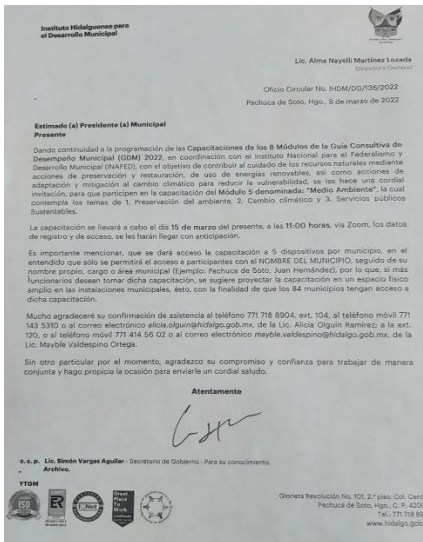 Instituto Hidalguense para
el Desarrollo Municipal
Lic. Alma Nayelli Martínez Lozada
Directora General
Oficio Circular No. IHDM/DG/136/2022
Pachuca de Soto, Hgo., 9 de marzo de 2022
Estimado (a) Presidente (a) Municipal
Presente
Dando continuidad a la programación de las Capacitaciones de los 8 Módulos de la Guía Consultiva de
Desempeño Municipal (GDM) 2022, en coordinación con el Instituto Nacional para el Federalismo y
Desarrollo Municipal (INAFED), con el objetivo de contribuir al cuidado de los recursos naturales mediante
acciones de preservación y restauración, de uso de energías renovables, así como acciones de
adaptación y mitigación al cambio climático para reducir la vulnerabilidad, se les hace una cordial
invitación, para que participen en la capacitación del Módulo 5 denominada: "Medio Ambiente", la cual
contempla los temas de 1. Preservación del ambiente, 2. Cambio climático y 3. Servicios públicos
Sustentables.
La capacitación se llevará a cabo el día 15 de marzo del presente, a las 11:00 horas, vía Zoom, los datos
de registro y de acceso, se les harán llegar con anticipación.
Es importante mencionar, que se dará acceso a 5 dispositivos por municipio, en el
entendido que sólo se permitirá el acceso a participantes con el NOMBRE DEL MUNICIPIO, seguido de su
nombre propio, cargo o área municipal (Ejemplo: Pachuca de Soto, Juan Hernández), por lo que, si más
funcionarios desean tomar dicha capacitación, se sugiere proyectar la capacitación en un espacio físico
amplio en las instalaciones municipales, ésto, con la finalidad de que los 84 municipios tengan acceso a
dicha capacitación.
Mucho agradeceré su confirmación de asistencia al teléfono 771 718 8904, ext. 104, al teléfono móvil 771
143 5310 o al correo electrónico alicia.olguin@hidalgo.gob.mx, de la Lic. Alicia Olguín Ramírez; a la ext.
120, o al teléfono móvil 771 414 56 02 o al correo electrónico mayble.valdespino@hidalgo.gob.mx, de la
Lic. Mayble Valdespino Ortega.
Sin otro particular por el momento, agradezco su compromiso y confianza para trabajar de manera
conjunta y hago propicia la ocasión para enviarle un cordial saludo.
Atentamente
c.c.p. Lic. Simón Vargas Aguilar.- Secretario de Gobierno - Para su conocimiento.
Archivo.
YTGM
ISO
ER
IQNet
Great
Place
To
Work.
Glorieta Revolución No. 101, 2.° piso, Col. Cent
Pachuca de Soto, Hgo., C. P. 4200
Tel.: 771 718 89
www.hidalgo.gob.m